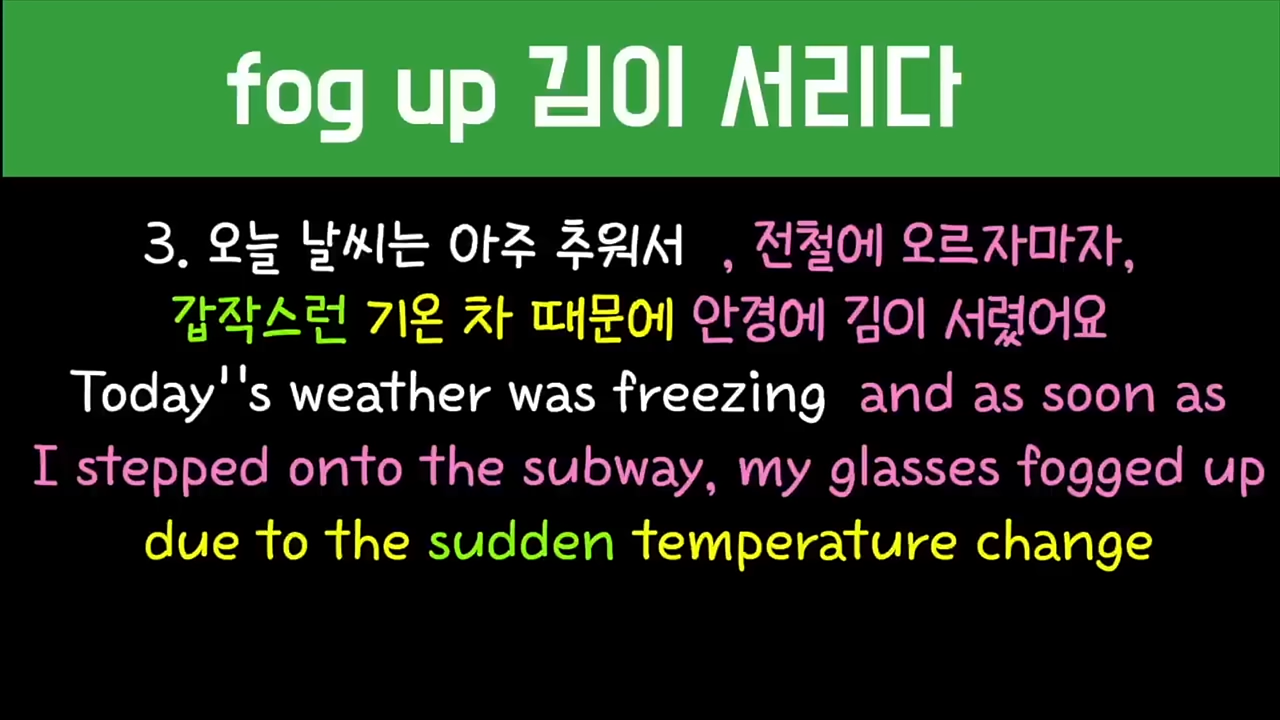 fog up 김이 서리다
3. 오늘 날씨는 아주 추워서 , 전철에 오르자마자,
갑작스런 기온 차 때문에 안경에 김이 서렸어요
Today''s weather was freezing and as soon as
I stepped onto the subway, my glasses fogged up
due to the sudden temperature change